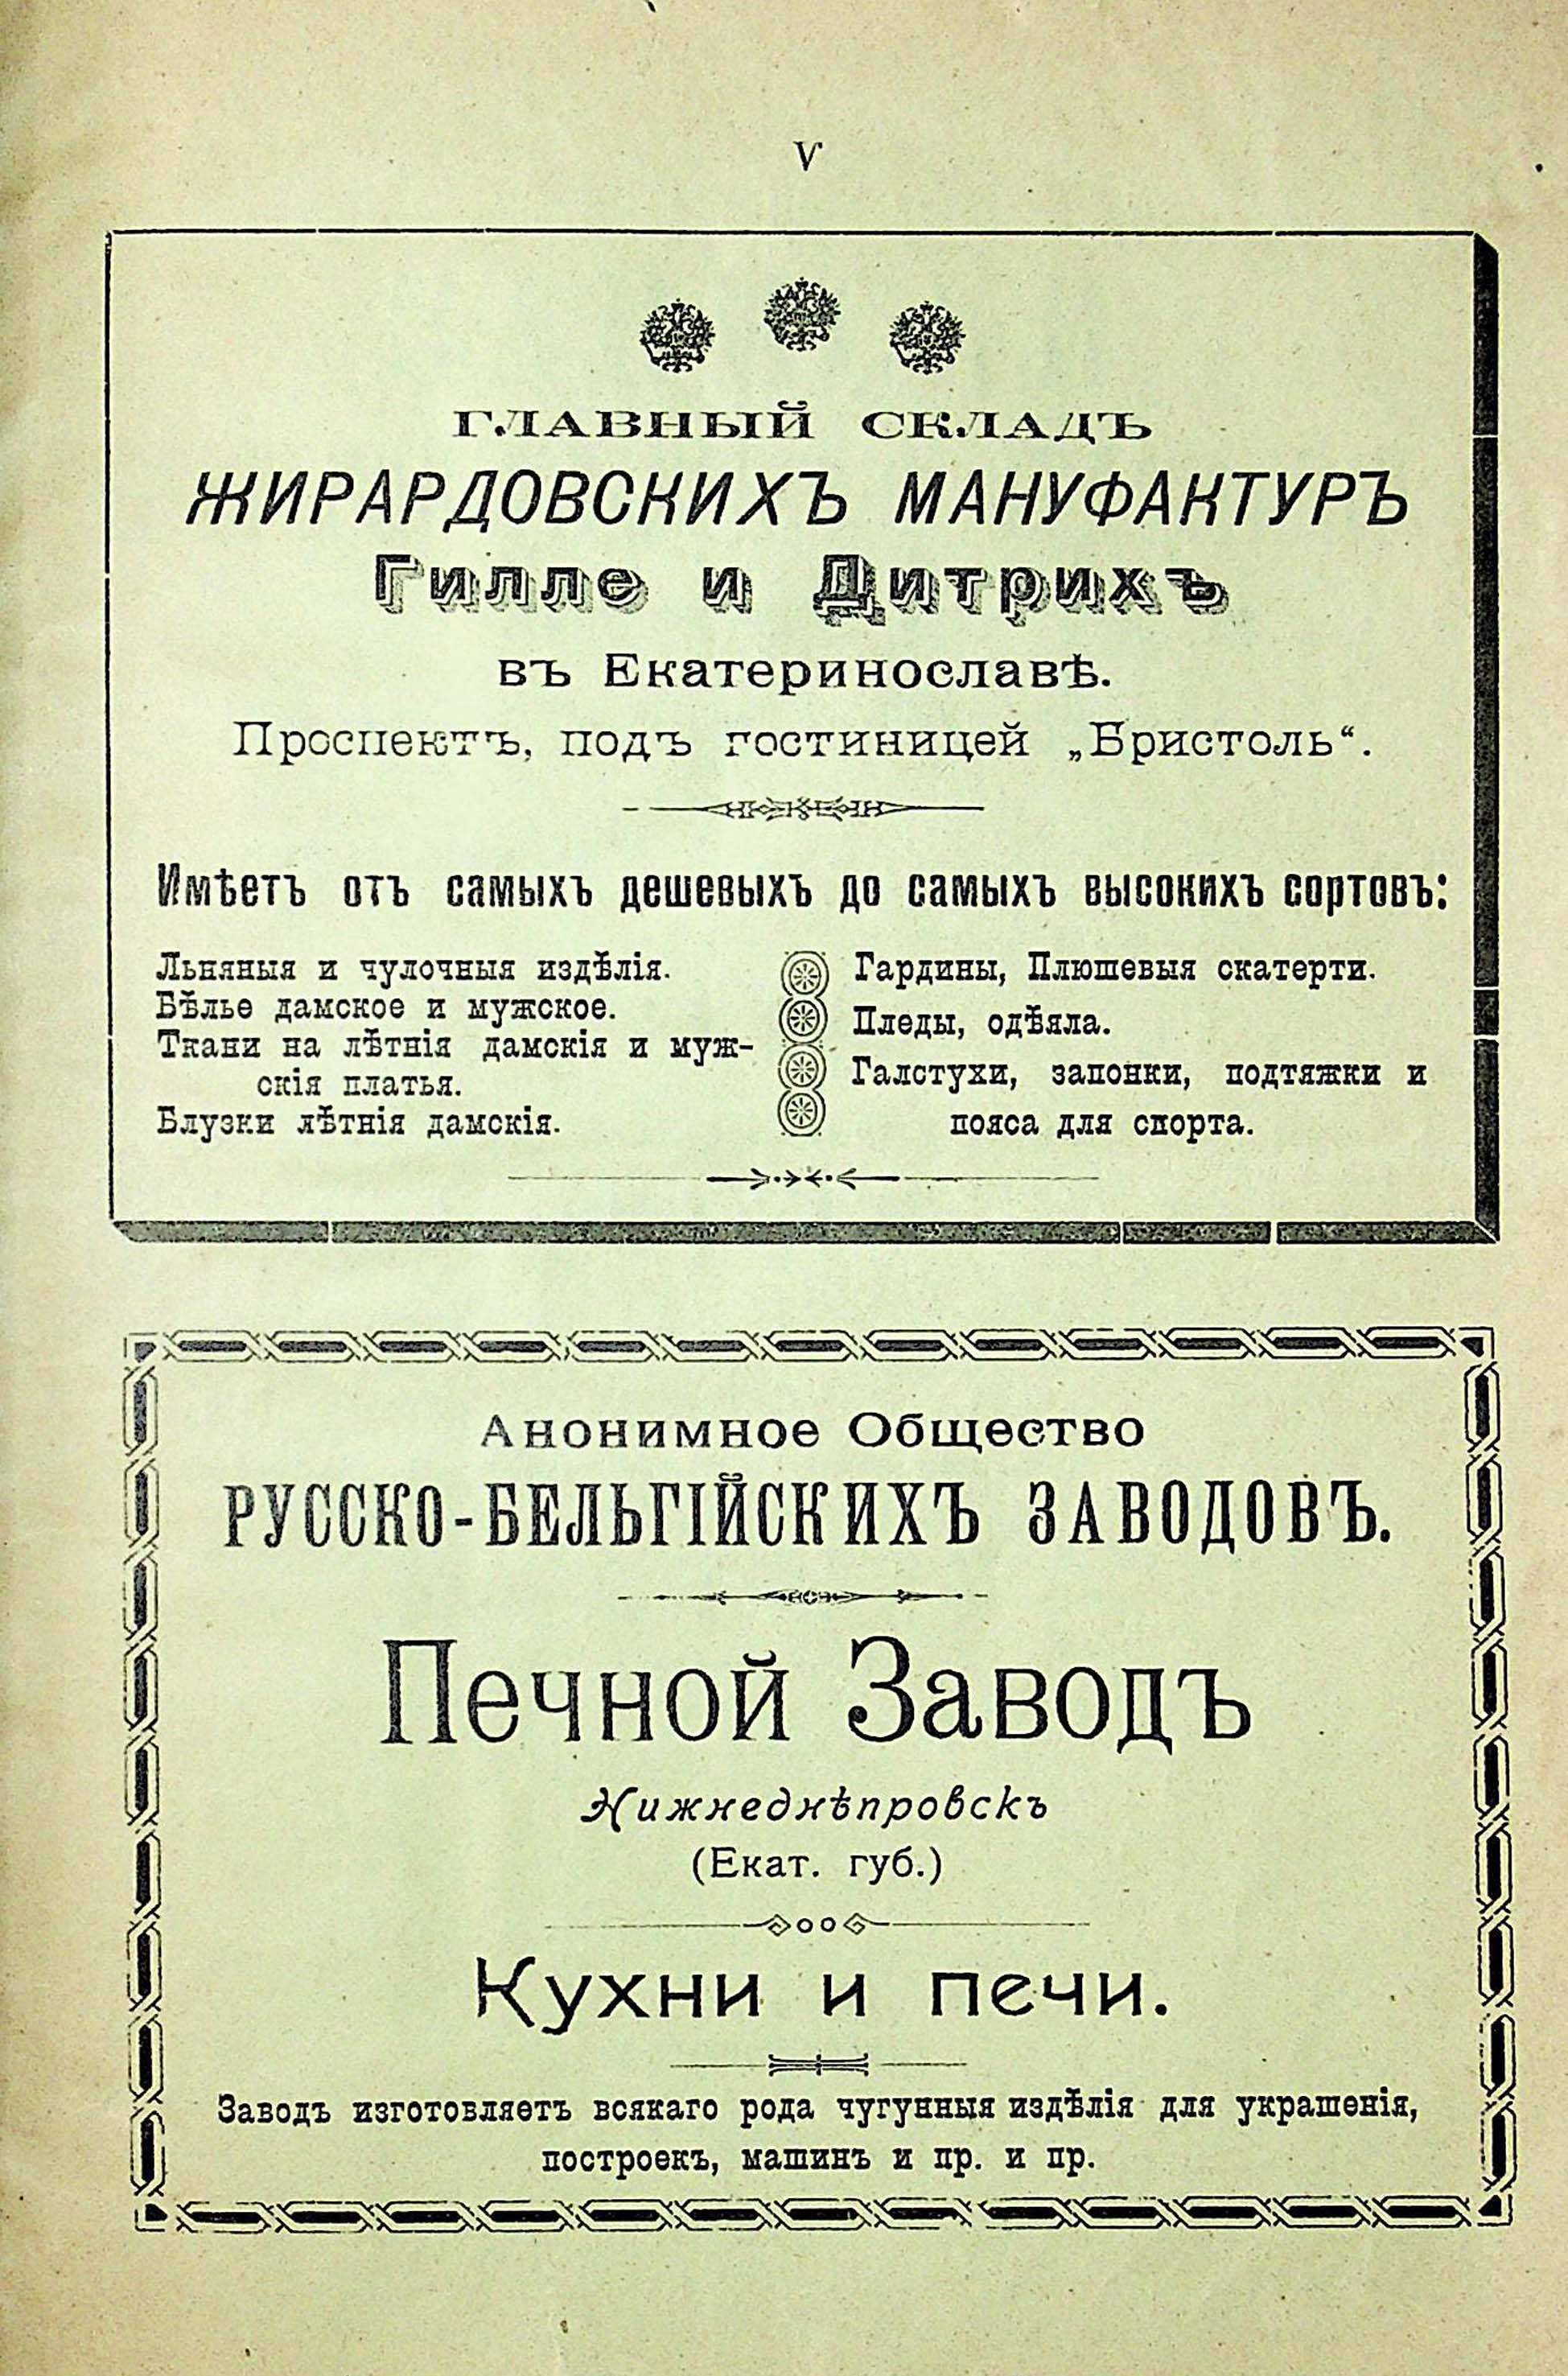 V
ГЛАВНЫЙ СКЛАДЪ
ЖИРАРДОВСКИХЪ МАНУФАКТУРЪ
Гилле и Дитрихъ
въ Екатеринославѣ.
Проспектъ, подъ гостиницей „Бристоль“.
Имѣетъ отъ самыхъ дешевыхъ до самыхъ высокихъ сортовъ:
Льняныя и чулочныя издѣлія.
Бѣлье дамское и мужское.
Ткани на лѣтнія дамскія и муж-
скія платья.
Блузки лѣтнія дамскія.
Гардины, Плюшевыя скатерти.
Пледы, одѣяла.
Галстухи, запонки, подтяжки и
пояса для спорта.
Анонимное Общество
РУССКО-БЕЛЬГІЙСКИХЪ ЗАВОДОВЪ.
Печной Заводъ
Нижнеднѣпровскъ
(Екат. губ.)
Кухни и печи.
Заводъ изготовляетъ всякаго рода чугунныя издѣлія для украшенія,
построекъ, машинъ и пр. и пр.